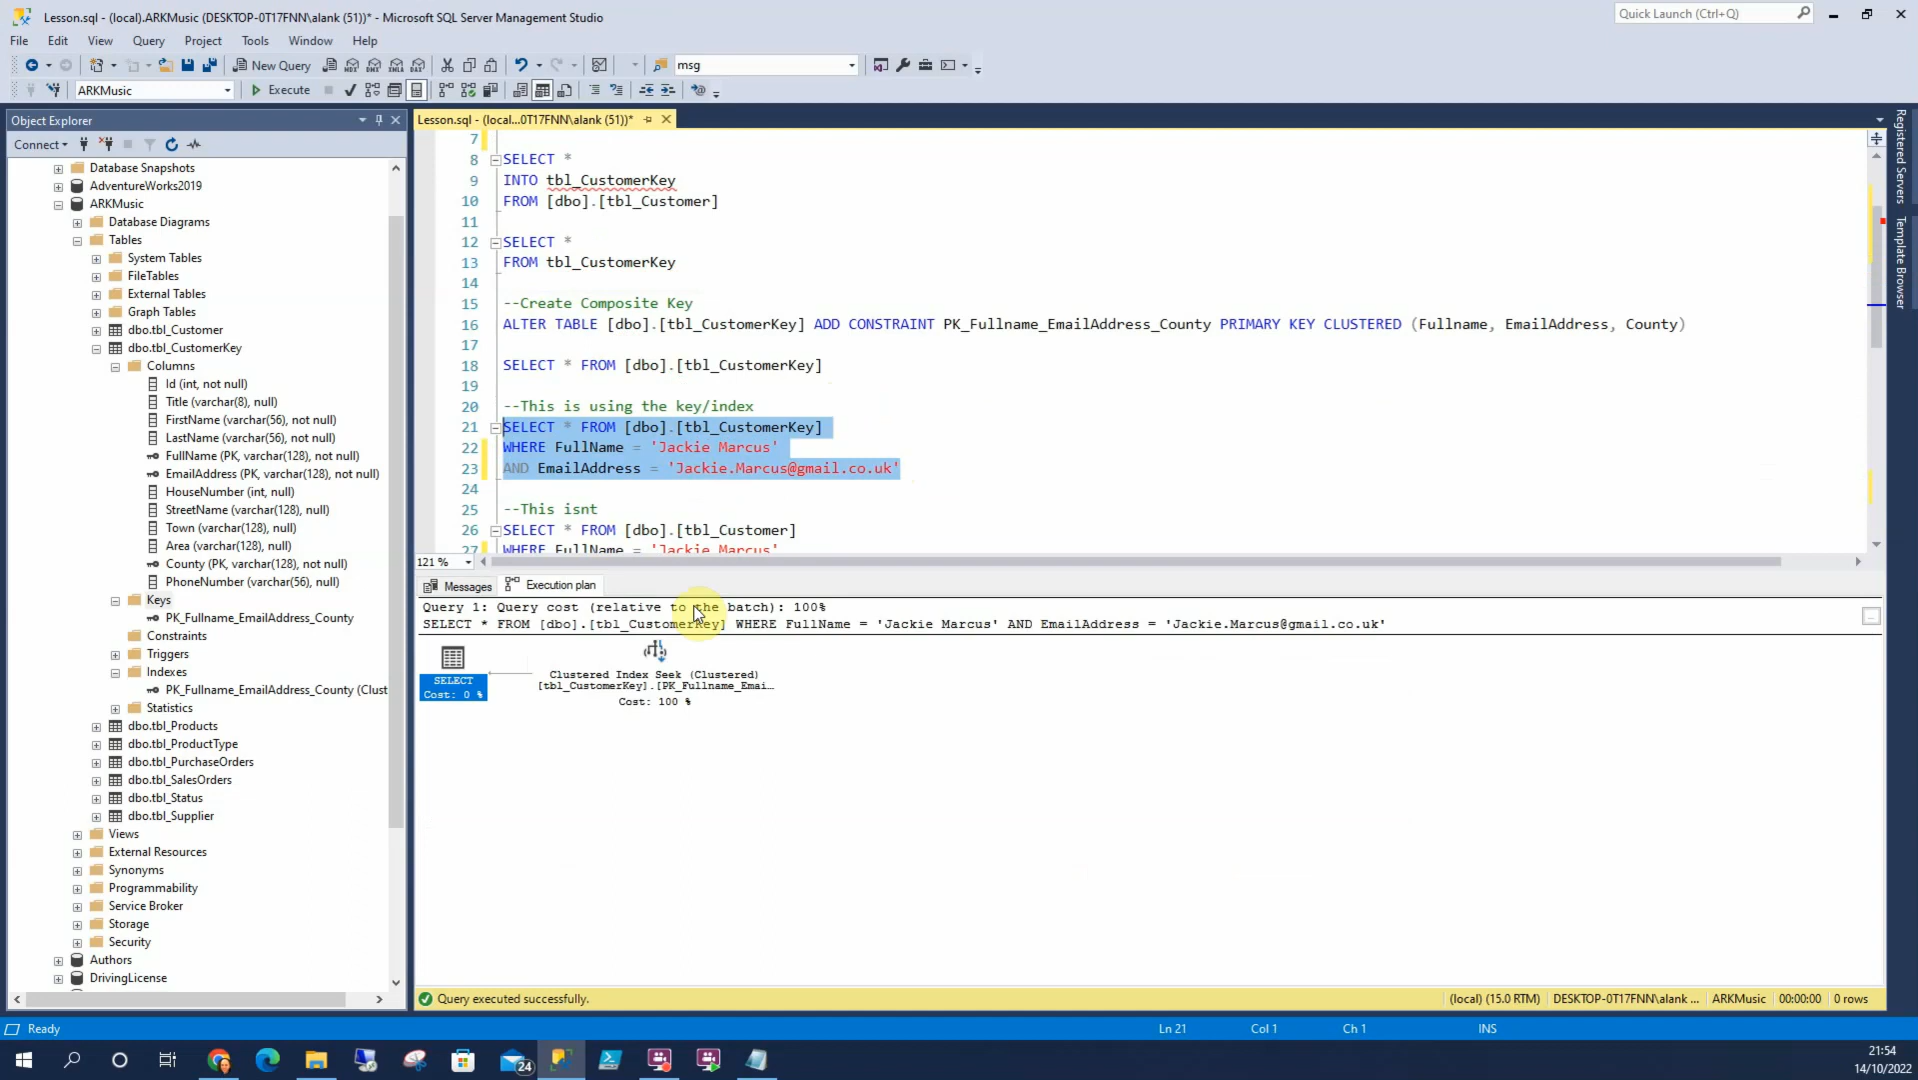 Lesson.sql - (local).ARKMusic (DESKTOP-0T17FNN\alank (51))* - Microsoft SQL Server Management Studio
Quick Launch (Ctrl+Q)
File Edit View Query Project Tools Window Help
New Query
msg
ARKMusic
Execute
Object Explorer
Connect
Database Snapshots
AdventureWorks2019
ARKMusic
Database Diagrams
Tables
System Tables
FileTables
External Tables
Graph Tables
dbo.tbl_Customer
dbo.tbl_CustomerKey
Columns
Id (int, not null)
Title (varchar(8), null)
FirstName (varchar(56), not null)
LastName (varchar(56), not null)
FullName (PK, varchar(128), not null)
EmailAddress (PK, varchar(128), not null)
HouseNumber (int, null)
StreetName (varchar(128), null)
Town (varchar(128), null)
Area (varchar(128), null)
County (PK, varchar(128), not null)
PhoneNumber (varchar(56), null)
Keys
PK_Fullname_EmailAddress_County
Constraints
Triggers
Indexes
PK_Fullname_EmailAddress_County (Clust
Statistics
dbo.tbl_Products
dbo.tbl_ProductType
dbo.tbl_PurchaseOrders
dbo.tbl_SalesOrders
dbo.tbl_Status
dbo.tbl_Supplier
Views
External Resources
Synonyms
Programmability
Service Broker
Storage
Security
Authors
DrivingLicense
Lesson.sql - (local...0T17FNN\alank (51))*
7
8 SELECT *
9 INTO tbl_CustomerKey
10 FROM [dbo].[tbl_Customer]
11
12 SELECT *
13 FROM tbl_CustomerKey
14
15 --Create Composite Key
16 ALTER TABLE [dbo].[tbl_CustomerKey] ADD CONSTRAINT PK_Fullname_EmailAddress_County PRIMARY KEY CLUSTERED (Fullname, EmailAddress, County)
17
18 SELECT * FROM [dbo].[tbl_CustomerKey]
19
20 --This is using the key/index
21 SELECT * FROM [dbo].[tbl_CustomerKey]
22 WHERE FullName = 'Jackie Marcus'
23 AND EmailAddress = 'Jackie.Marcus@gmail.co.uk'
24
25 --This isnt
26 SELECT * FROM [dbo].[tbl_Customer]
27 WHERE FullName = 'Jackie Marcus'
121 %
Messages Execution plan
Query 1: Query cost (relative to the batch): 100%
SELECT * FROM [dbo].[tbl_CustomerKey] WHERE FullName = 'Jackie Marcus' AND EmailAddress = 'Jackie.Marcus@gmail.co.uk'
SELECT
Cost: 0 %
Clustered Index Seek (Clustered)
[tbl_CustomerKey].[PK_Fullname_Emai...
Cost: 100 %
Query executed successfully.
(local) (15.0 RTM) DESKTOP-0T17FNN\alank ... ARKMusic 00:00:00 0 rows
Registered Servers
Template Browser
Ready
Ln 21 Col 1 Ch 1 INS
24
21:54
14/10/2022